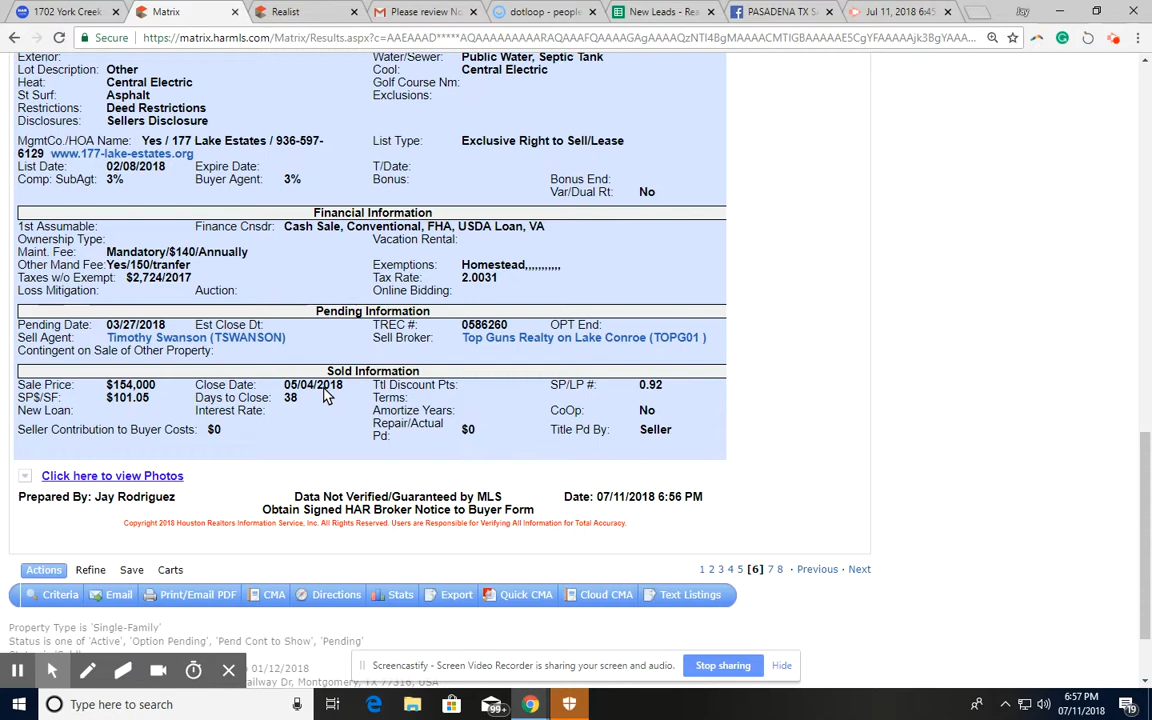 1702 York Creek
Matrix
Realist
Please review No
dotloop - people
New Leads - Rea
PASADENA TX Sa
Jul 11, 2018 6:45
Jay
Secure
https://matrix.harmls.com/Matrix/Results.aspx?c=AAEAAAD*****AQAAAAAAAAAARAQAAAFQAAAAGAgAAAAQzNTI4BgMAAAACMTIGBAAAAAE5CgYFAAAAAjk3BgYAAAAC...
Exterior: Water/Sewer: Public Water, Septic Tank
Lot Description: Other Cool: Central Electric
Heat: Central Electric Golf Course Nm:
St Surf: Asphalt Exclusions:
Restrictions: Deed Restrictions
Disclosures: Sellers Disclosure
MgmtCo./HOA Name: Yes / 177 Lake Estates / 936-597- List Type: Exclusive Right to Sell/Lease
6129 www.177-lake-estates.org
List Date: 02/08/2018 Expire Date: T/Date:
Comp: SubAgt: 3% Buyer Agent: 3% Bonus: Bonus End:
Var/Dual Rt: No
Financial Information
1st Assumable: Finance Cnsdr: Cash Sale, Conventional, FHA, USDA Loan, VA
Ownership Type: Vacation Rental:
Maint. Fee: Mandatory/$140/Annually
Other Mand Fee:Yes/150/tranfer Exemptions: Homestead,,,,,,,,,,,
Taxes w/o Exempt: $2,724/2017 Tax Rate: 2.0031
Loss Mitigation: Auction: Online Bidding:
Pending Information
Pending Date: 03/27/2018 Est Close Dt: TREC #: 0586260 OPT End:
Sell Agent: Timothy Swanson (TSWANSON) Sell Broker: Top Guns Realty on Lake Conroe (TOPG01 )
Contingent on Sale of Other Property:
Sold Information
Sale Price: $154,000 Close Date: 05/04/2018 Ttl Discount Pts: SP/LP #: 0.92
SP$/SF: $101.05 Days to Close: 38 Terms:
New Loan: Interest Rate: Amortize Years: CoOp: No
Seller Contribution to Buyer Costs: $0 Repair/Actual Pd: $0 Title Pd By: Seller
Click here to view Photos
Prepared By: Jay Rodriguez Data Not Verified/Guaranteed by MLS Date: 07/11/2018 6:56 PM
Obtain Signed HAR Broker Notice to Buyer Form
Copyright 2018 Houston Realtors Information Service, Inc. All Rights Reserved. Users are Responsible for Verifying All Information for Total Accuracy.
Actions Refine Save Carts 1 2 3 4 5 [6] 7 8 · Previous · Next
Criteria Email Print/Email PDF CMA Directions Stats Export Quick CMA Cloud CMA Text Listings
Property Type is 'Single-Family'
Status is one of 'Active', 'Option Pending', 'Pend Cont to Show', 'Pending'
01/12/2018
ailway Dr, Montgomery, TX 77316, USA
Screencastify - Screen Video Recorder is sharing your screen and audio. Stop sharing Hide
Type here to search
99+
6:57 PM
07/11/2018
19